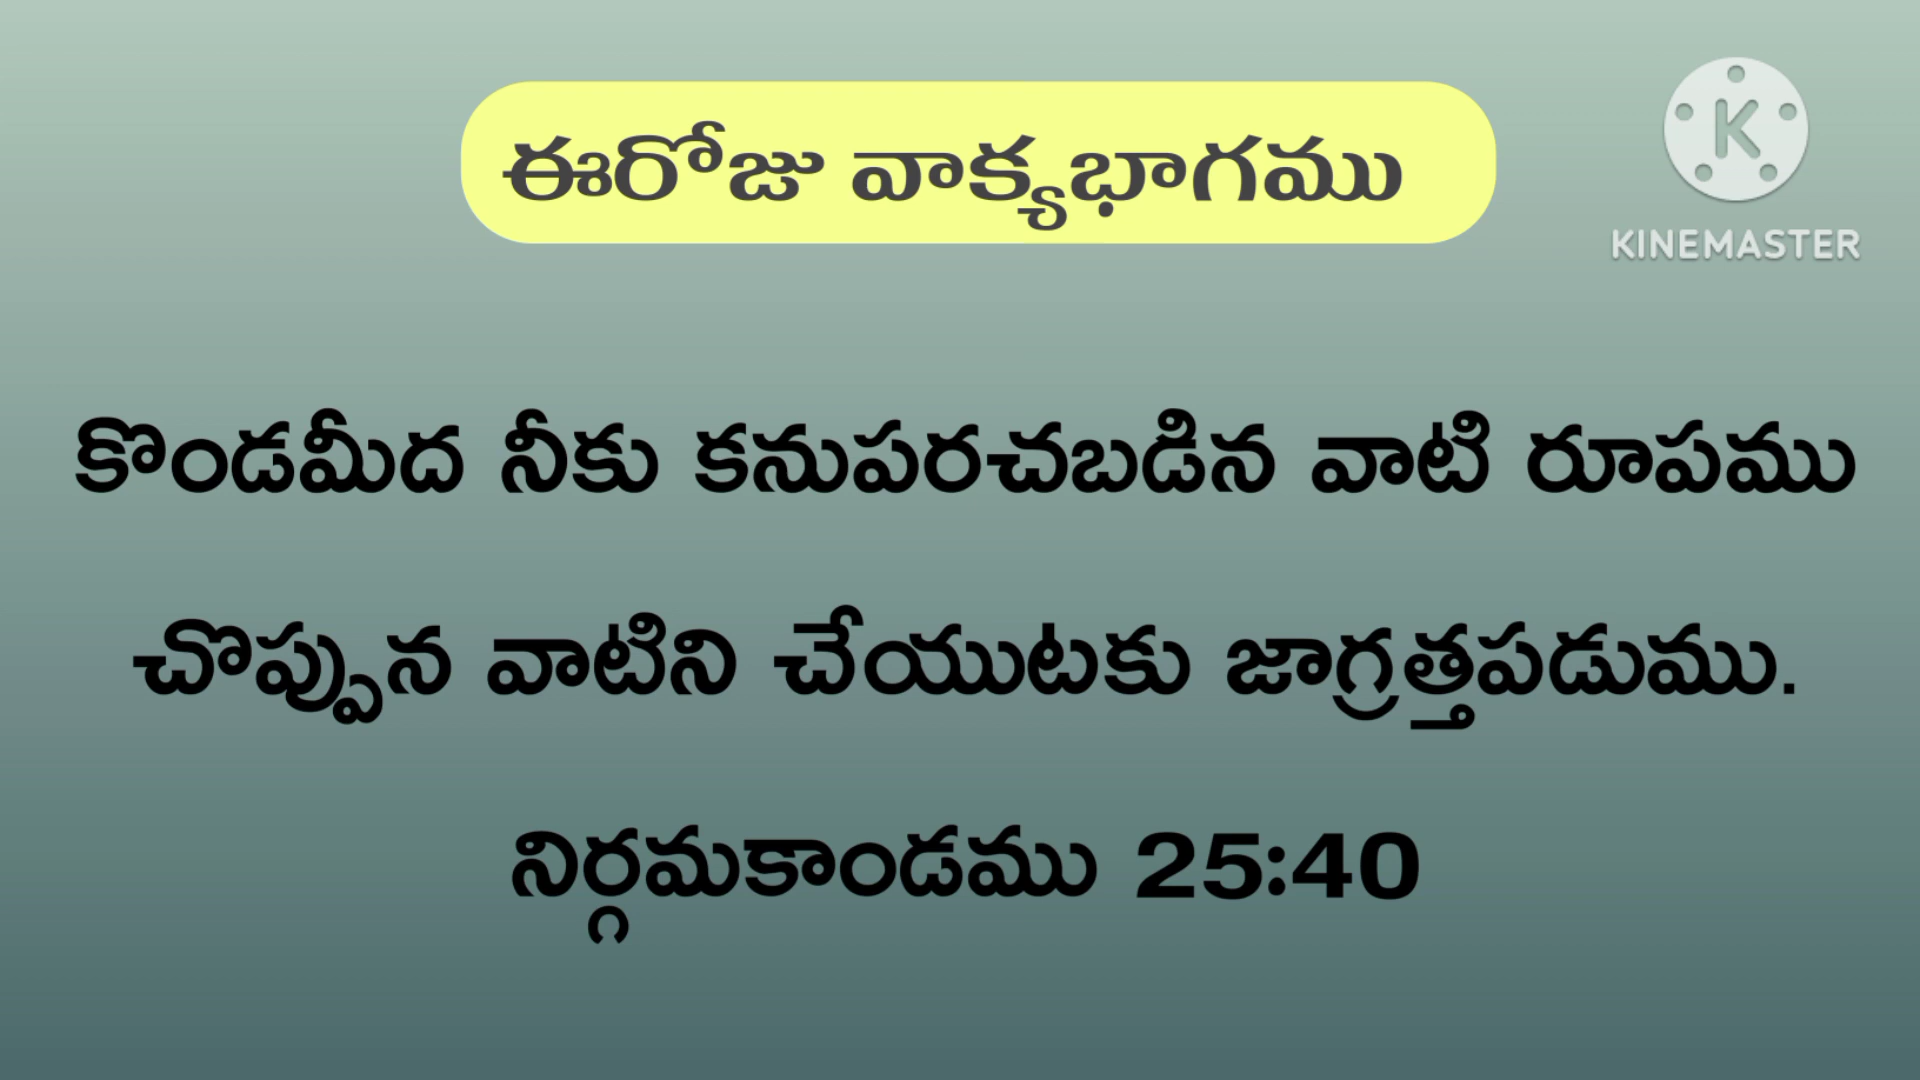 ఈరోజు వాక్యభాగము
K
KINEMASTER
కొండమీద నీకు కనుపరచబడిన వాటి రూపము
చొప్పున వాటిని చేయుటకు జాగ్రత్తపడుము.
నిర్గమకాండము 25:40